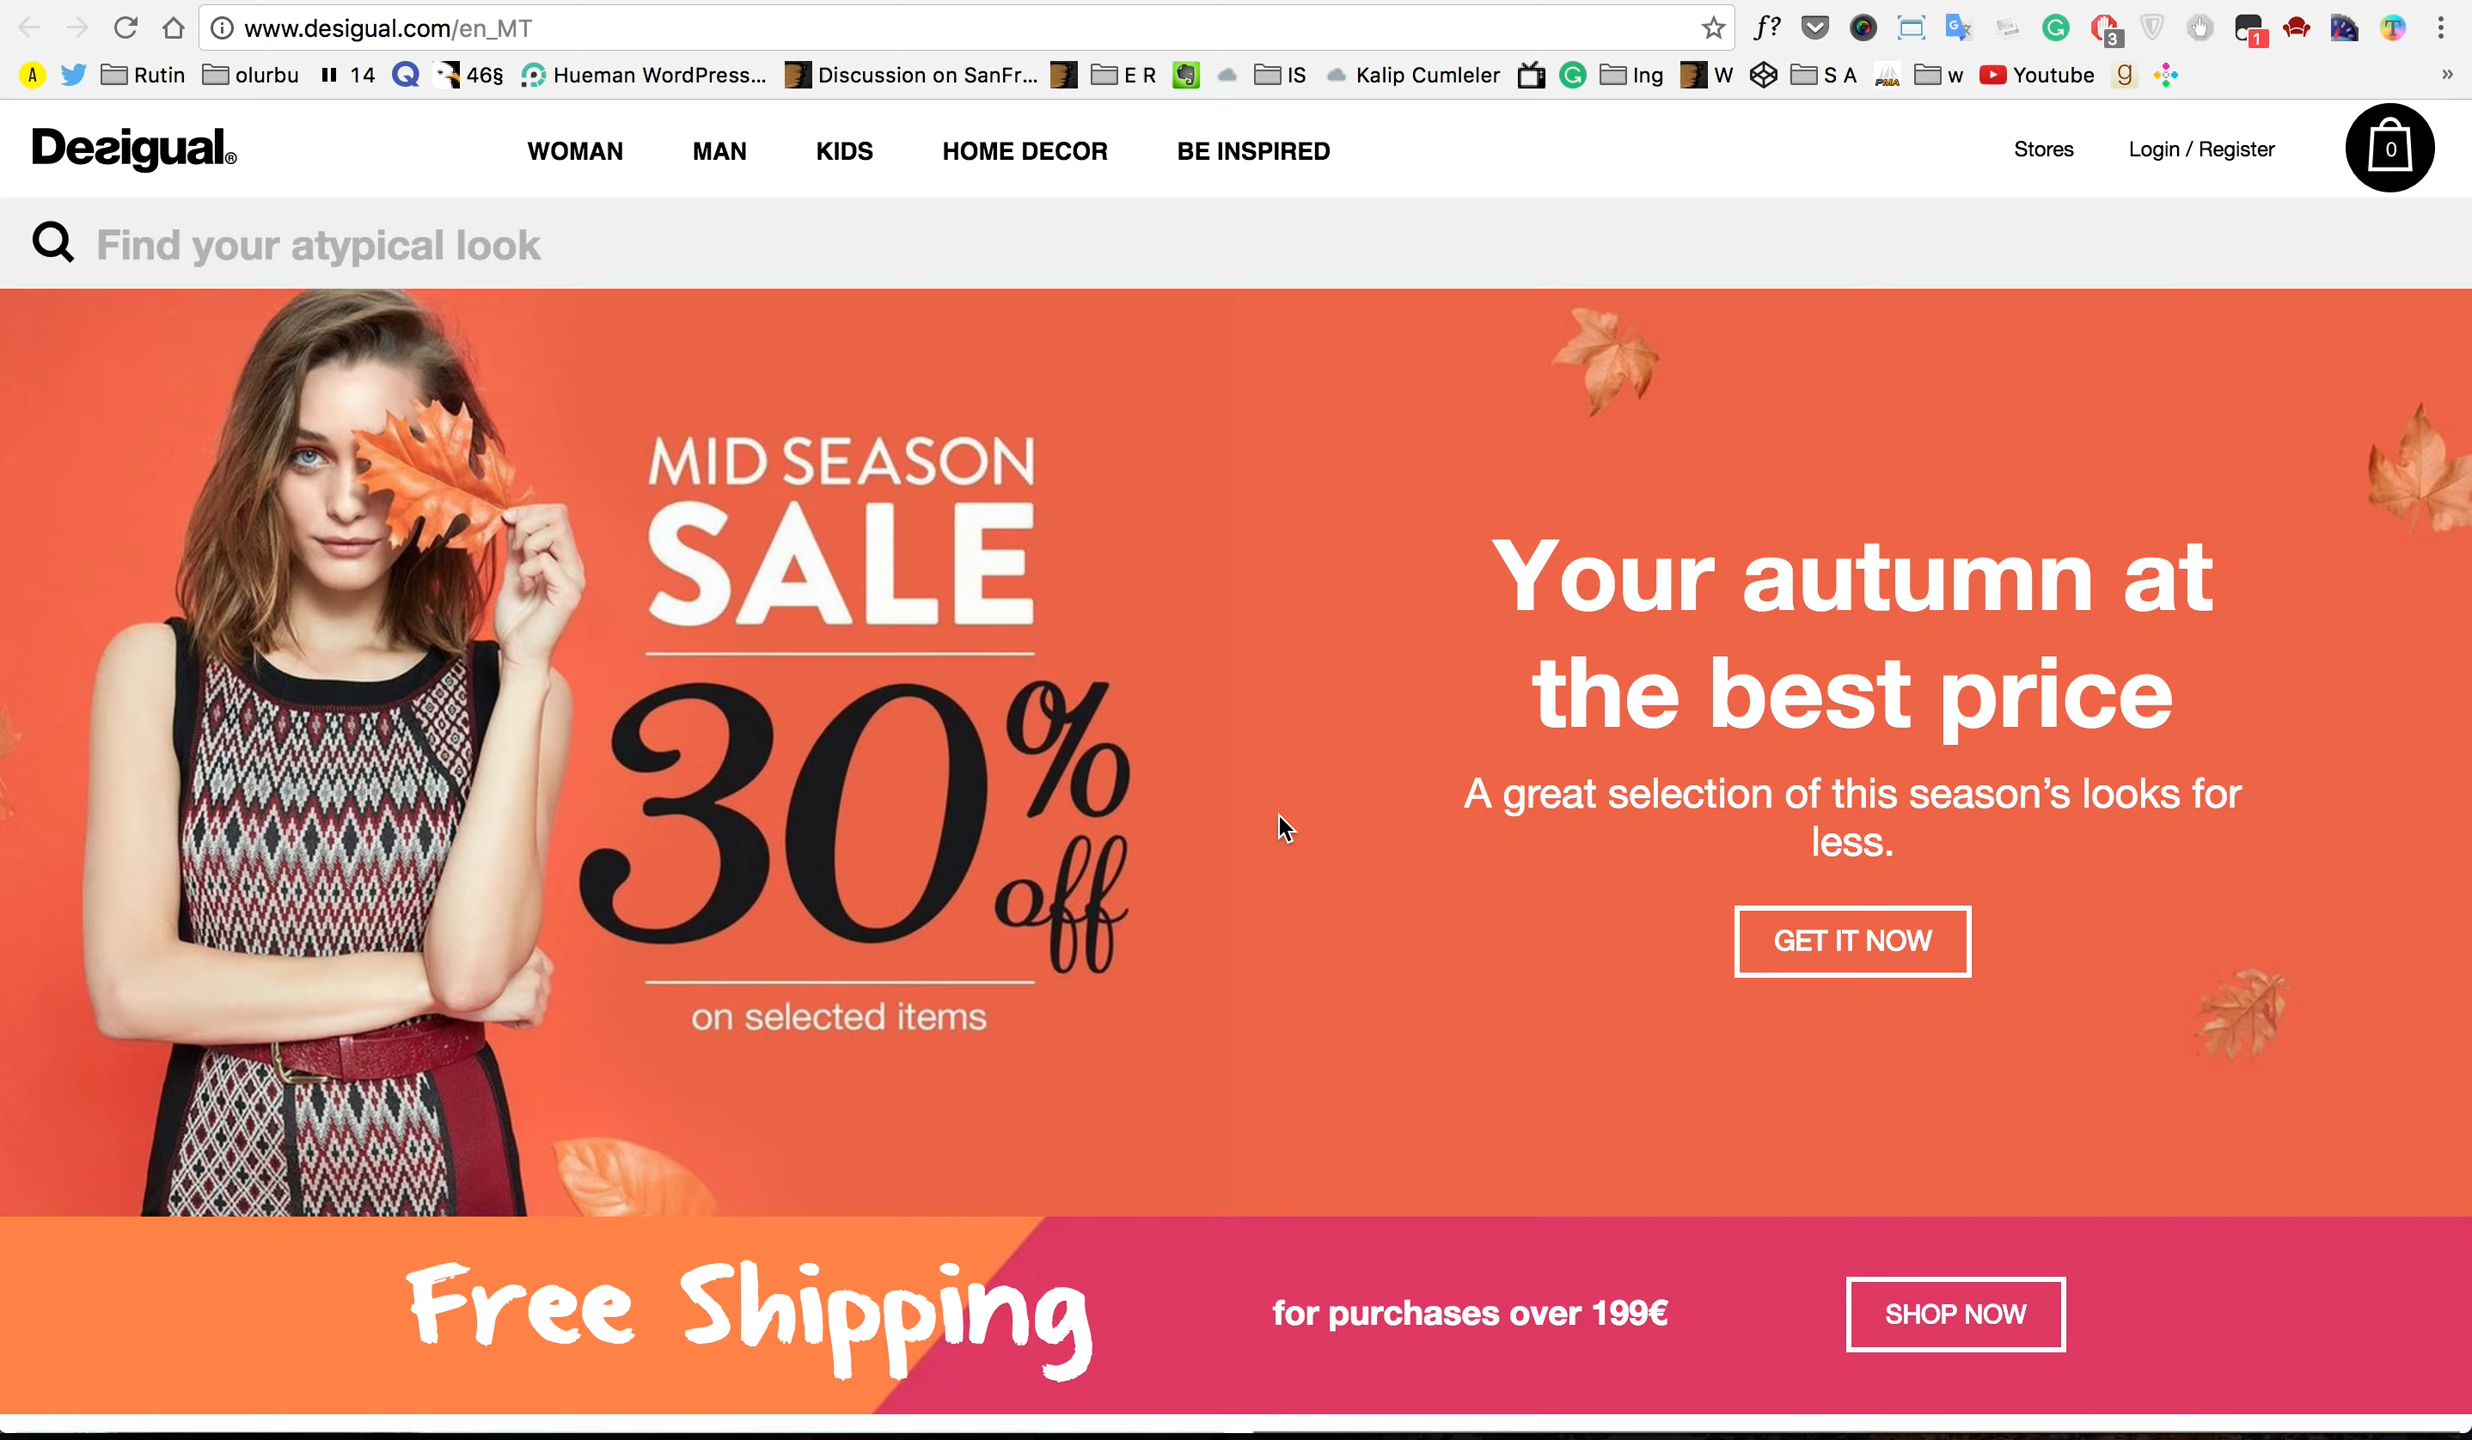 www.desigual.com/en_MT
f?
3
1
T
A
Rutin
olurbu
14
46§
Hueman WordPress...
Discussion on SanFr...
E R
IS
Kalip Cumleler
Ing
W
S A
PMA
w
Youtube
g
»
Desigual®
WOMAN
MAN
KIDS
HOME DECOR
BE INSPIRED
Stores
Login / Register
0
Find your atypical look
MID SEASON
SALE
30%
off
on selected items
Your autumn at
the best price
A great selection of this season’s looks for
less.
GET IT NOW
Free Shipping
for purchases over 199€
SHOP NOW